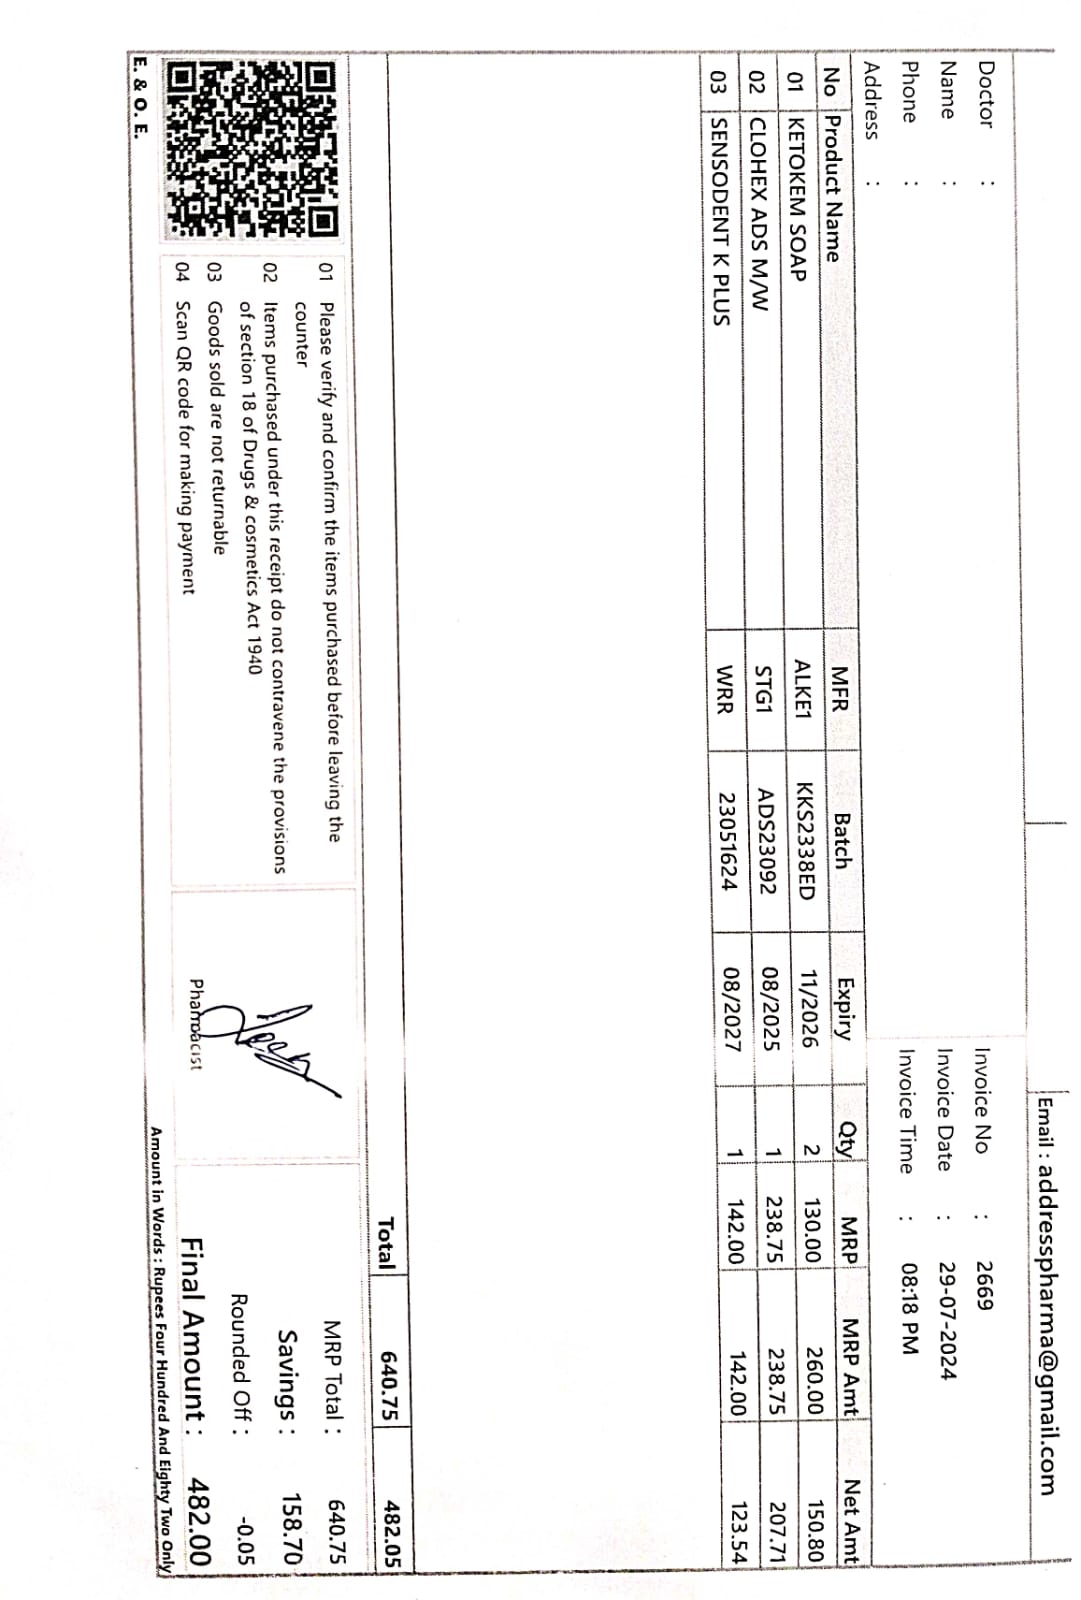 Email : addresspharma@gmail.com
Doctor :
Name :
Phone :
Address :
Invoice No : 2669
Invoice Date : 29-07-2024
Invoice Time : 08:18 PM
No Product Name MFR Batch Expiry Qty MRP MRP Amt Net Amt
01 KETOKEM SOAP ALKE1 KKS2338ED 11/2026 2 130.00 260.00 150.80
02 CLOHEX ADS M/W STG1 ADS23092 08/2025 1 238.75 238.75 207.71
03 SENSODENT K PLUS WRR 23051624 08/2027 1 142.00 142.00 123.54
Total 640.75 482.05
01 Please verify and confirm the items purchased before leaving the
counter
02 Items purchased under this receipt do not contravene the provisions
of section 18 of Drugs & cosmetics Act 1940
03 Goods sold are not returnable
04 Scan QR code for making payment
E. & O. E.
Pharmacist
MRP Total : 640.75
Savings : 158.70
Rounded Off : -0.05
Final Amount : 482.00
Amount in Words : Rupees Four Hundred And Eighty Two Only